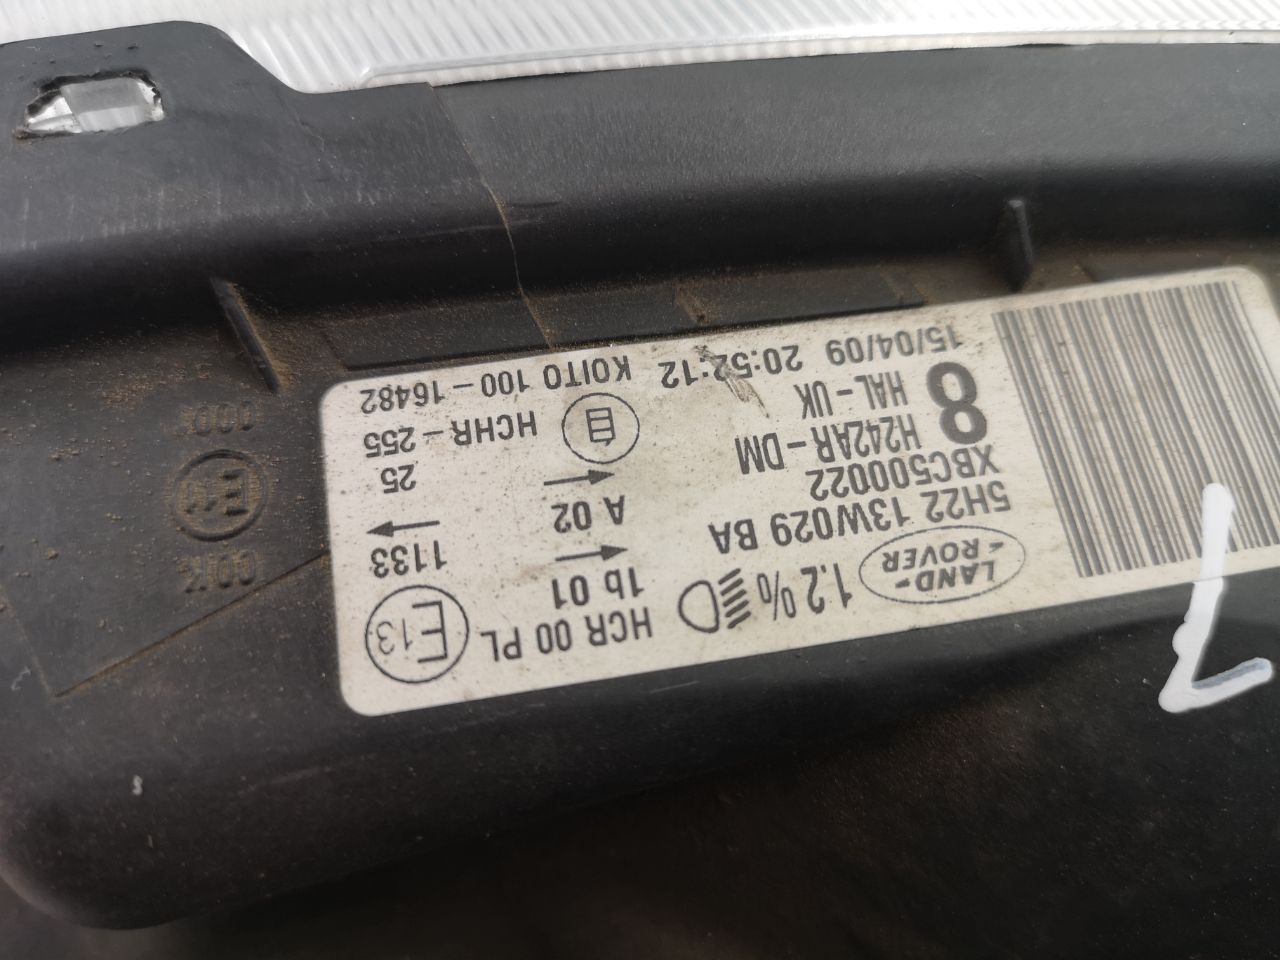 LAND-
ROVER
1.2%
HCR 00 PL
1b 01
E13
5H22 13W029 BA
A 02
1133
XBC500022
25
8
H242AR-DM
HAL-UK
HCHR-255
15/04/09 20:52:12 KOITO 100-16482